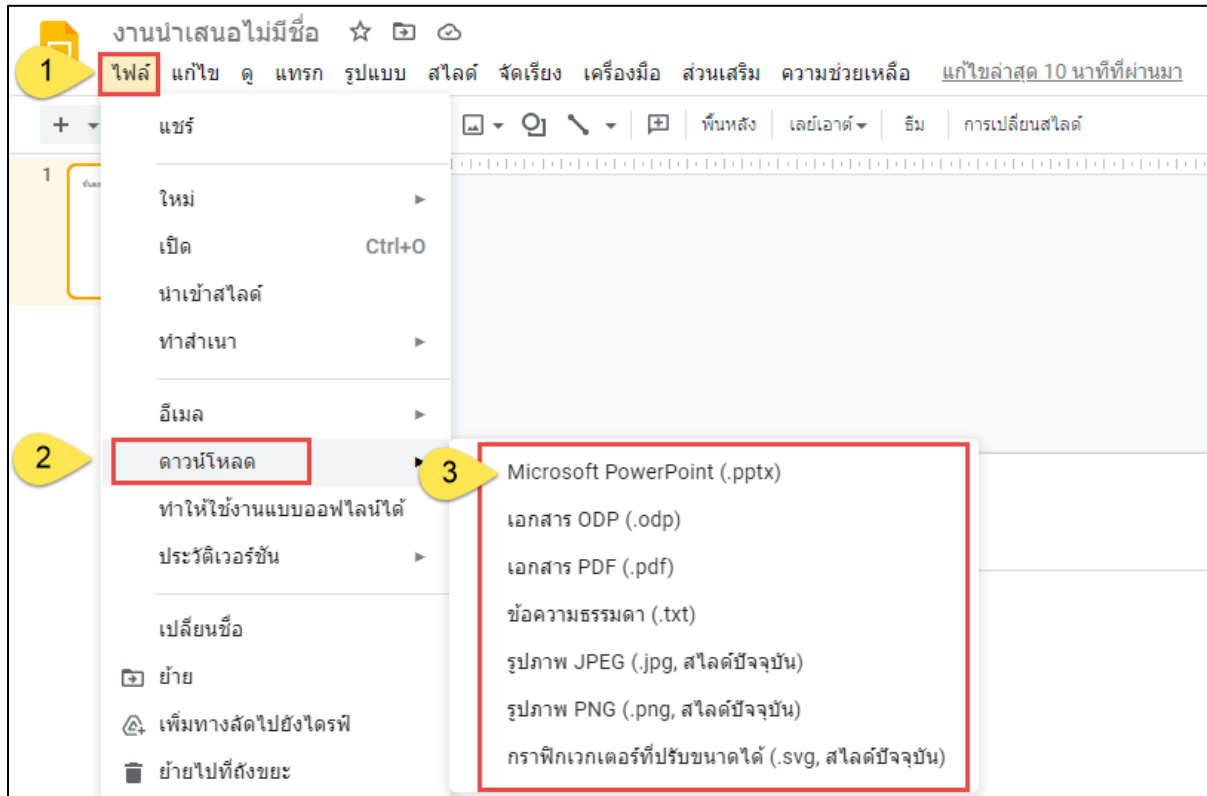 งานนำเสนอไม่มีชื่อ
1
ไฟล์ แก้ไข ดู แทรก รูปแบบ สไลด์ จัดเรียง เครื่องมือ ส่วนเสริม ความช่วยเหลือ แก้ไขล่าสุด 10 นาทีที่ผ่านมา
พื้นหลัง เลย์เอาต์ ธีม การเปลี่ยนสไลด์
1
แชร์
ใหม่
เปิด Ctrl+O
นำเข้าสไลด์
ทำสำเนา
อีเมล
2
ดาวน์โหลด
ทำให้ใช้งานแบบออฟไลน์ได้
ประวัติเวอร์ชัน
เปลี่ยนชื่อ
ย้าย
เพิ่มทางลัดไปยังไดรฟ์
ย้ายไปที่ถังขยะ
3
Microsoft PowerPoint (.pptx)
เอกสาร ODP (.odp)
เอกสาร PDF (.pdf)
ข้อความธรรมดา (.txt)
รูปภาพ JPEG (.jpg, สไลด์ปัจจุบัน)
รูปภาพ PNG (.png, สไลด์ปัจจุบัน)
กราฟิกเวกเตอร์ที่ปรับขนาดได้ (.svg, สไลด์ปัจจุบัน)